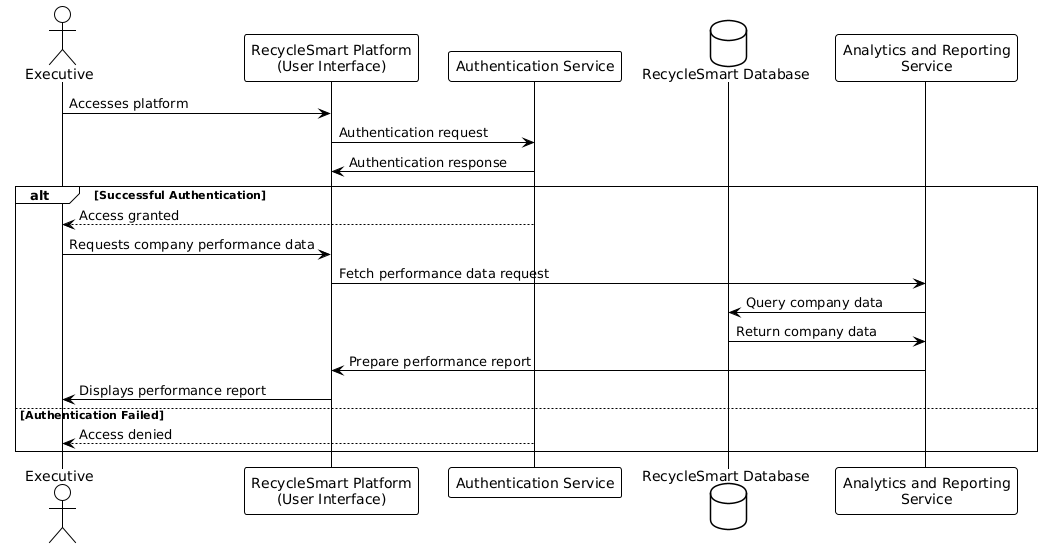 Executive
RecycleSmart Platform
(User Interface)
Authentication Service
RecycleSmart Database
Analytics and Reporting
Service
Accesses platform
Authentication request
Authentication response
alt
[Successful Authentication]
Access granted
Requests company performance data
Fetch performance data request
Query company data
Return company data
Prepare performance report
Displays performance report
[Authentication Failed]
Access denied
Executive
RecycleSmart Platform
(User Interface)
Authentication Service
RecycleSmart Database
Analytics and Reporting
Service